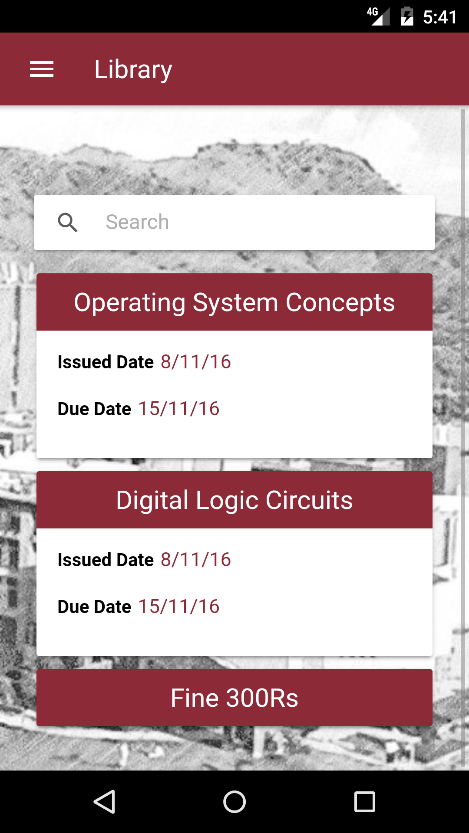 4G 5:41
Library
Search
Operating System Concepts
Issued Date 8/11/16
Due Date 15/11/16
Digital Logic Circuits
Issued Date 8/11/16
Due Date 15/11/16
Fine 300Rs